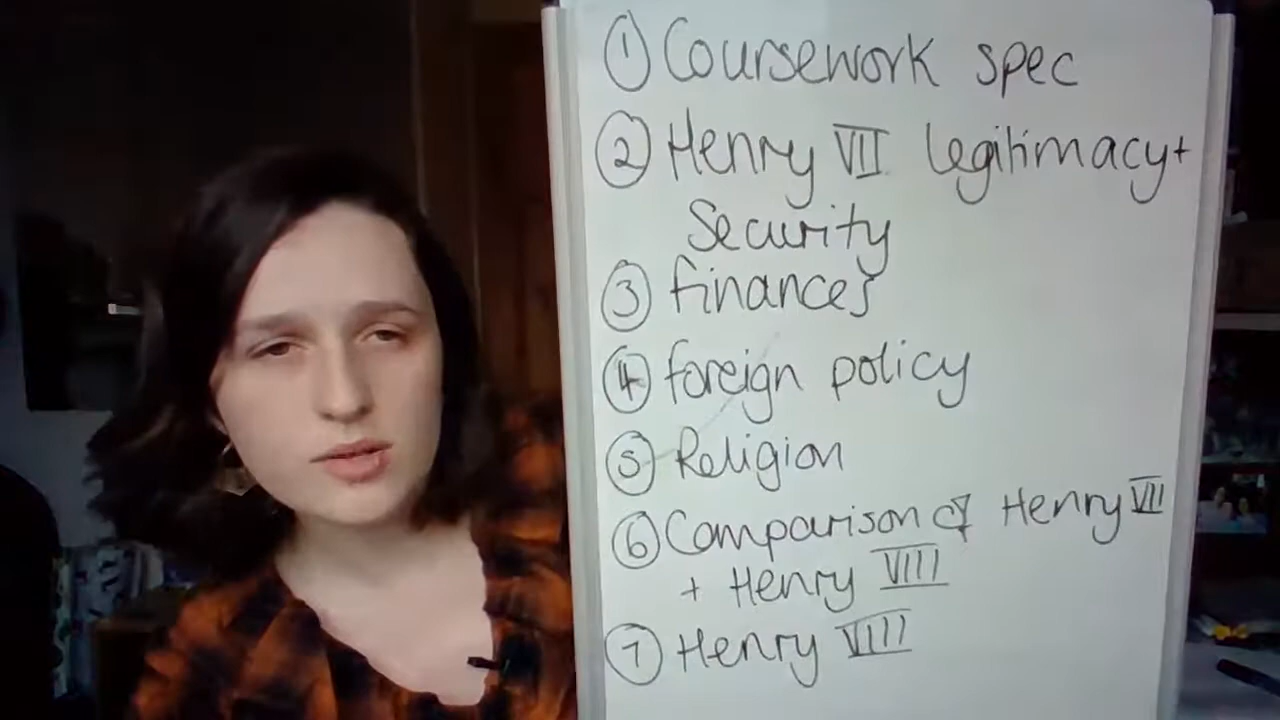 ① Coursework spec
② Henry VII legitimacy +
Security
③ finances
④ foreign policy
⑤ Religion
⑥ Comparison of Henry VII
+ Henry VIII
⑦ Henry VIII